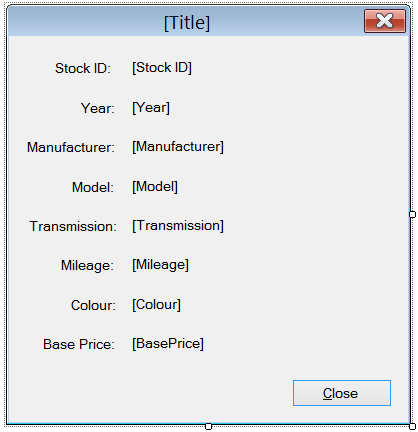 [Title]
Stock ID: [Stock ID]
Year: [Year]
Manufacturer: [Manufacturer]
Model: [Model]
Transmission: [Transmission]
Mileage: [Mileage]
Colour: [Colour]
Base Price: [BasePrice]
Close